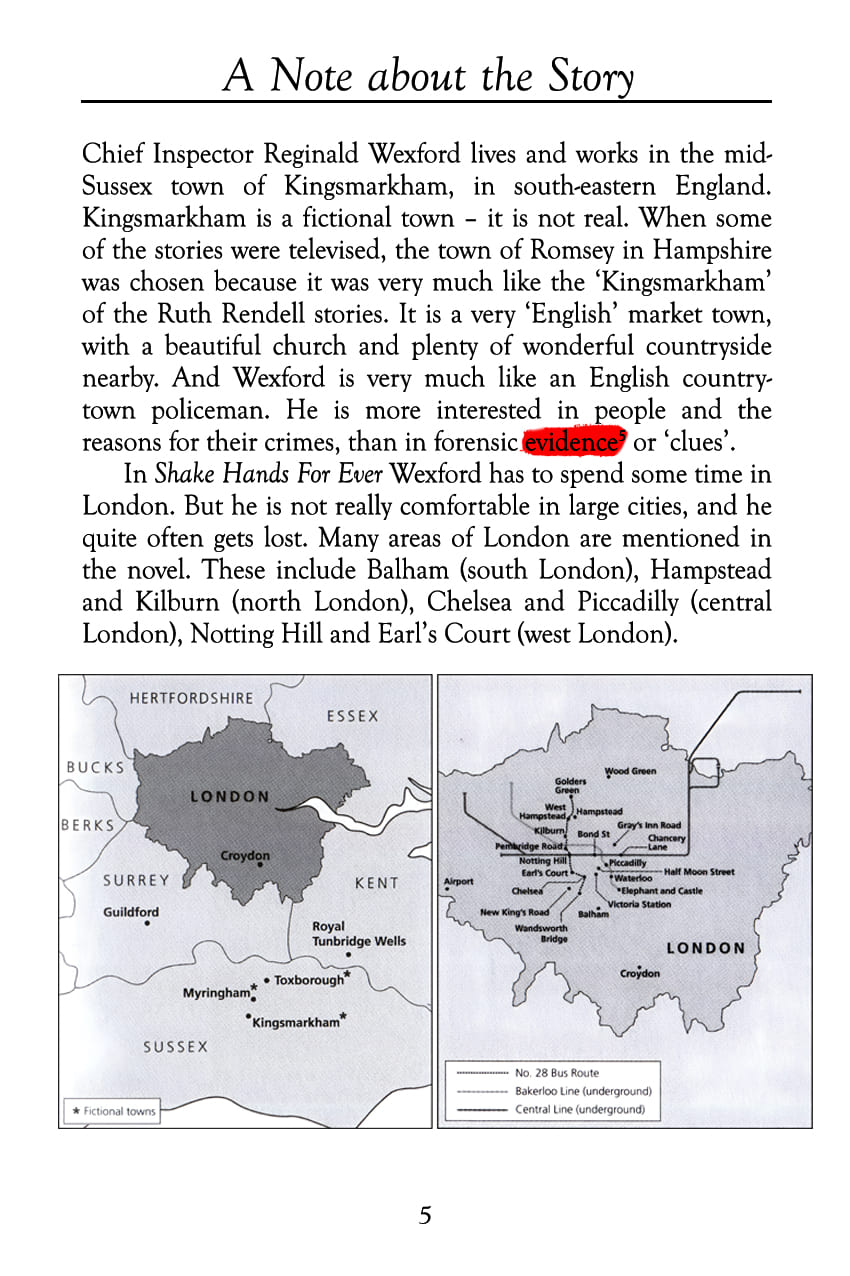 A Note about the Story
Chief Inspector Reginald Wexford lives and works in the mid-
Sussex town of Kingsmarkham, in south-eastern England.
Kingsmarkham is a fictional town – it is not real. When some
of the stories were televised, the town of Romsey in Hampshire
was chosen because it was very much like the ‘Kingsmarkham’
of the Ruth Rendell stories. It is a very ‘English’ market town,
with a beautiful church and plenty of wonderful countryside
nearby. And Wexford is very much like an English country-
town policeman. He is more interested in people and the
reasons for their crimes, than in forensic evidence⁵ or ‘clues’.
In Shake Hands For Ever Wexford has to spend some time in
London. But he is not really comfortable in large cities, and he
quite often gets lost. Many areas of London are mentioned in
the novel. These include Balham (south London), Hampstead
and Kilburn (north London), Chelsea and Piccadilly (central
London), Notting Hill and Earl’s Court (west London).
HERTFORDSHIRE
ESSEX
BUCKS
LONDON
BERKS
Croydon
SURREY
KENT
Guildford
Royal
Tunbridge Wells
Toxborough*
Myringham*
Kingsmarkham*
SUSSEX
* Fictional towns
Wood Green
Golders
Green
West
Hampstead
Hampstead
Gray's Inn Road
Kilburn
Bond St
Chancery
Lane
Pembridge Road
Notting Hill
Piccadilly
Half Moon Street
Earl's Court
Waterloo
Airport
Chelsea
Elephant and Castle
Victoria Station
New King's Road
Balham
Wandsworth
Bridge
LONDON
Croydon
No. 28 Bus Route
Bakerloo Line (underground)
Central Line (underground)
5